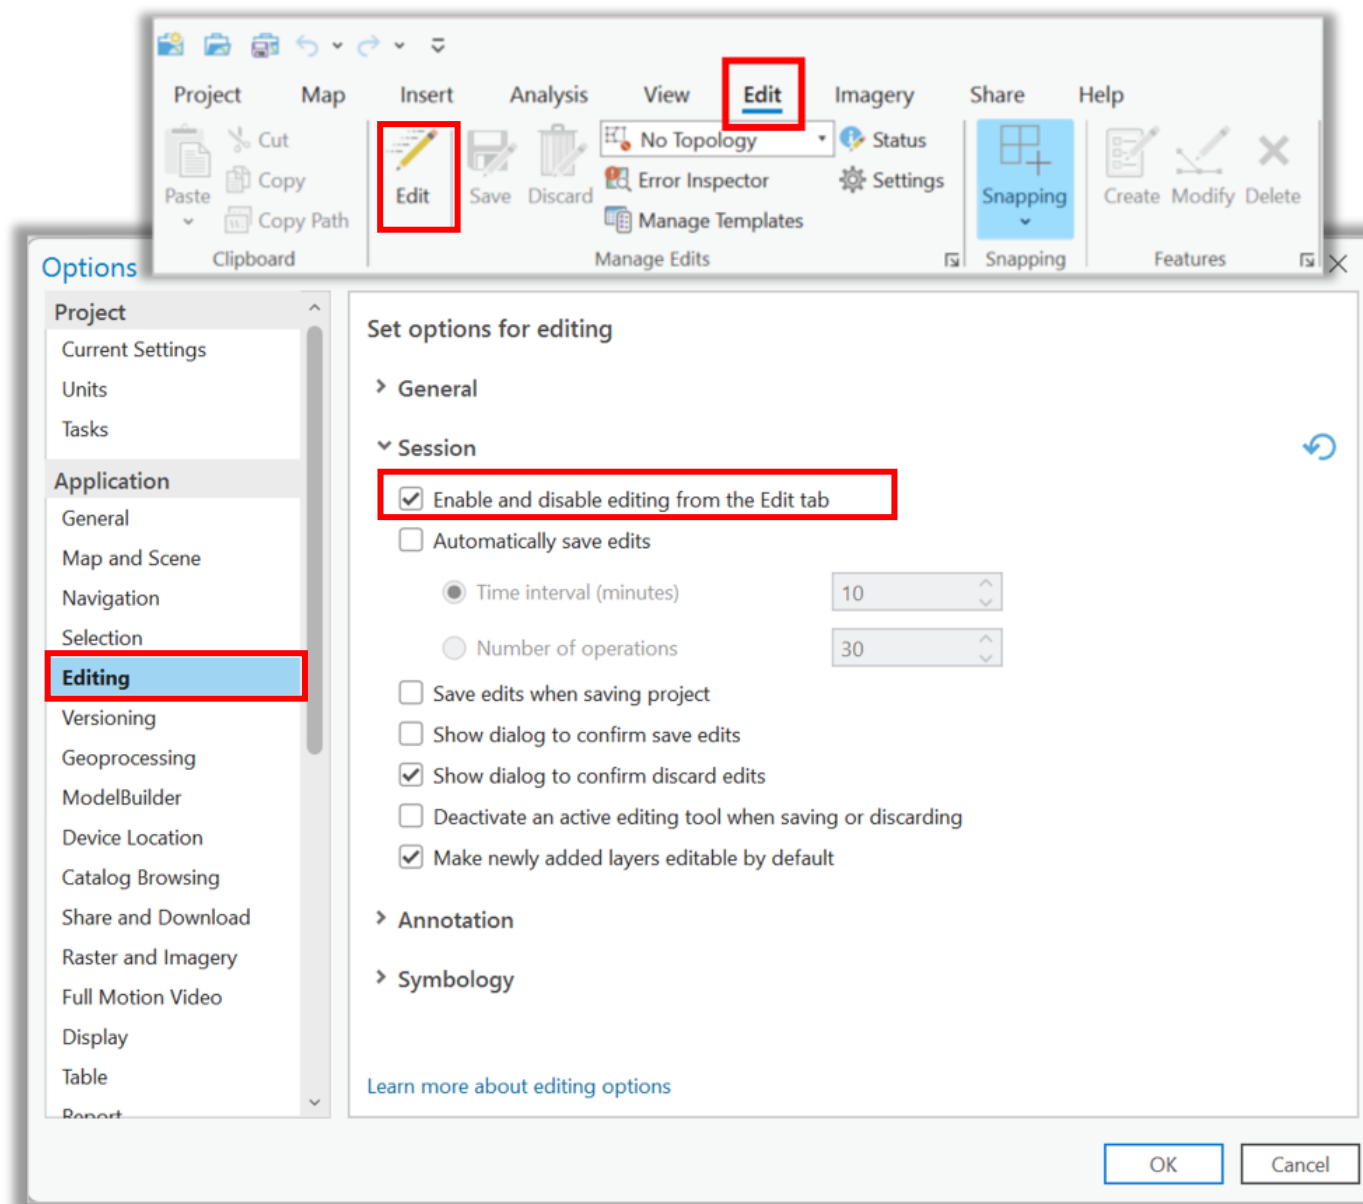 Project Map Insert Analysis View Edit Imagery Share Help
Paste
Cut
Copy
Copy Path
Clipboard
Edit
Save
Discard
No Topology
Error Inspector
Manage Templates
Status
Settings
Manage Edits
Snapping
Snapping
Create
Modify
Delete
Features
Options
Project
Current Settings
Units
Tasks
Application
General
Map and Scene
Navigation
Selection
Editing
Versioning
Geoprocessing
ModelBuilder
Device Location
Catalog Browsing
Share and Download
Raster and Imagery
Full Motion Video
Display
Table
Report
Set options for editing
General
Session
Enable and disable editing from the Edit tab
Automatically save edits
Time interval (minutes) 10
Number of operations 30
Save edits when saving project
Show dialog to confirm save edits
Show dialog to confirm discard edits
Deactivate an active editing tool when saving or discarding
Make newly added layers editable by default
Annotation
Symbology
Learn more about editing options
OK Cancel